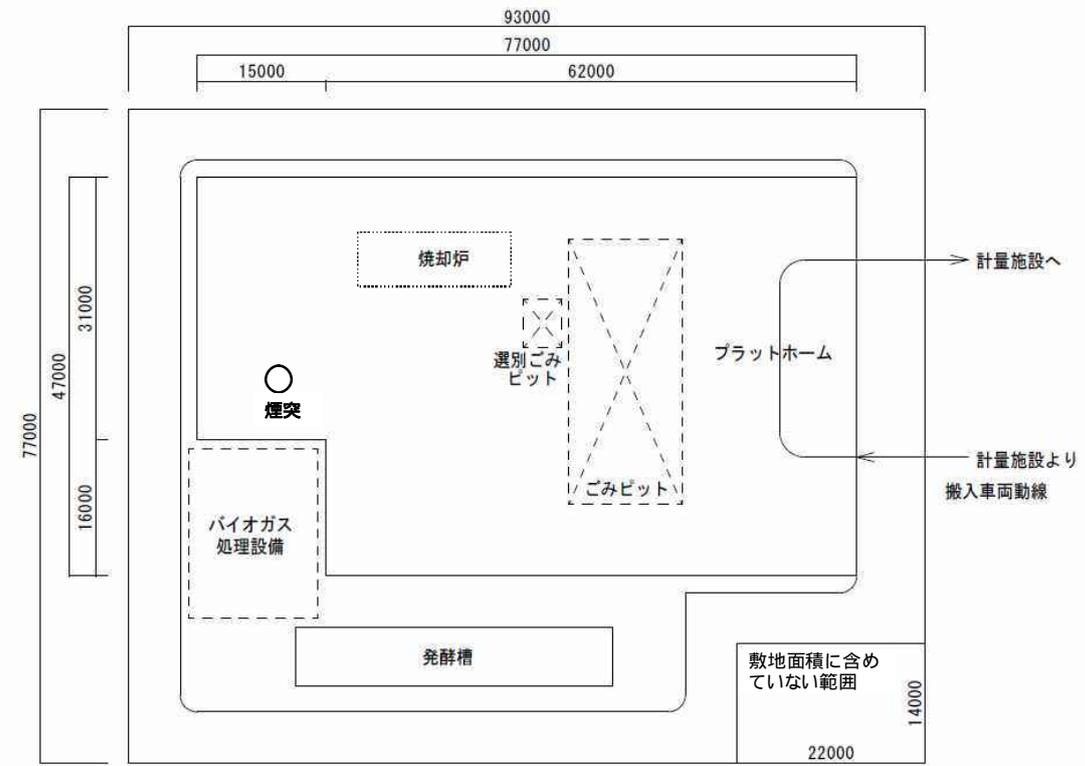 93000
77000
15000
62000
焼却炉
計量施設へ
31000
47000
77000
選別ごみ
ピット
プラットホーム
煙突
計量施設より
搬入車両動線
ごみピット
16000
バイオガス
処理設備
発酵槽
敷地面積に含め
ていない範囲
14000
22000